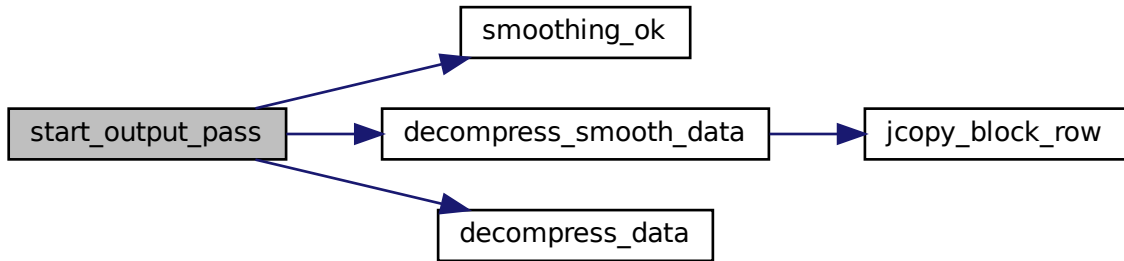 smoothing_ok
start_output_pass
decompress_smooth_data
jcopy_block_row
decompress_data